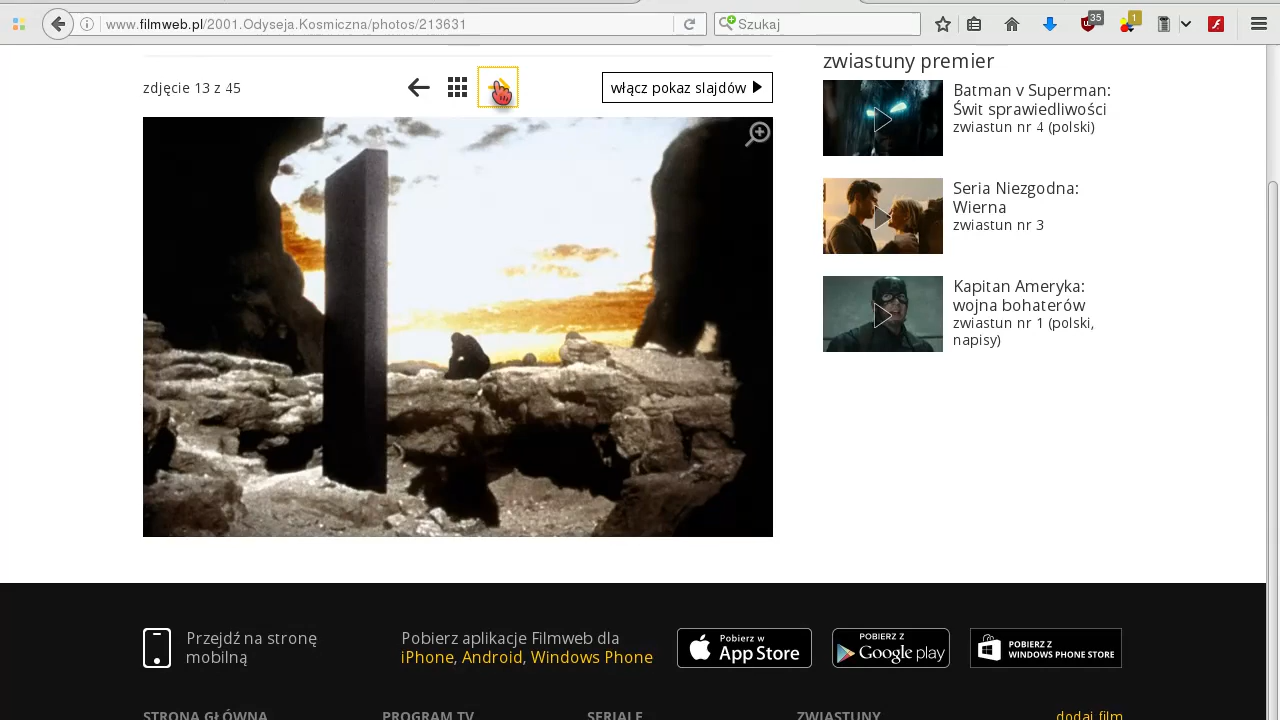 www.filmweb.pl/2001.Odyseja.Kosmiczna/photos/213631
Szukaj
35
1
zwiastuny premier
zdjęcie 13 z 45
włącz pokaz slajdów
Batman v Superman:
Świt sprawiedliwości
zwiastun nr 4 (polski)
Seria Niezgodna:
Wierna
zwiastun nr 3
Kapitan Ameryka:
wojna bohaterów
zwiastun nr 1 (polski,
napisy)
Przejdź na stronę
mobilną
Pobierz aplikacje Filmweb dla
iPhone, Android, Windows Phone
Pobierz w
App Store
POBIERZ Z
Google play
POBIERZ Z
WINDOWS PHONE STORE
STRONA GŁÓWNA
PROGRAM TV
SERIALE
ZWIASTUNY
dodaj film